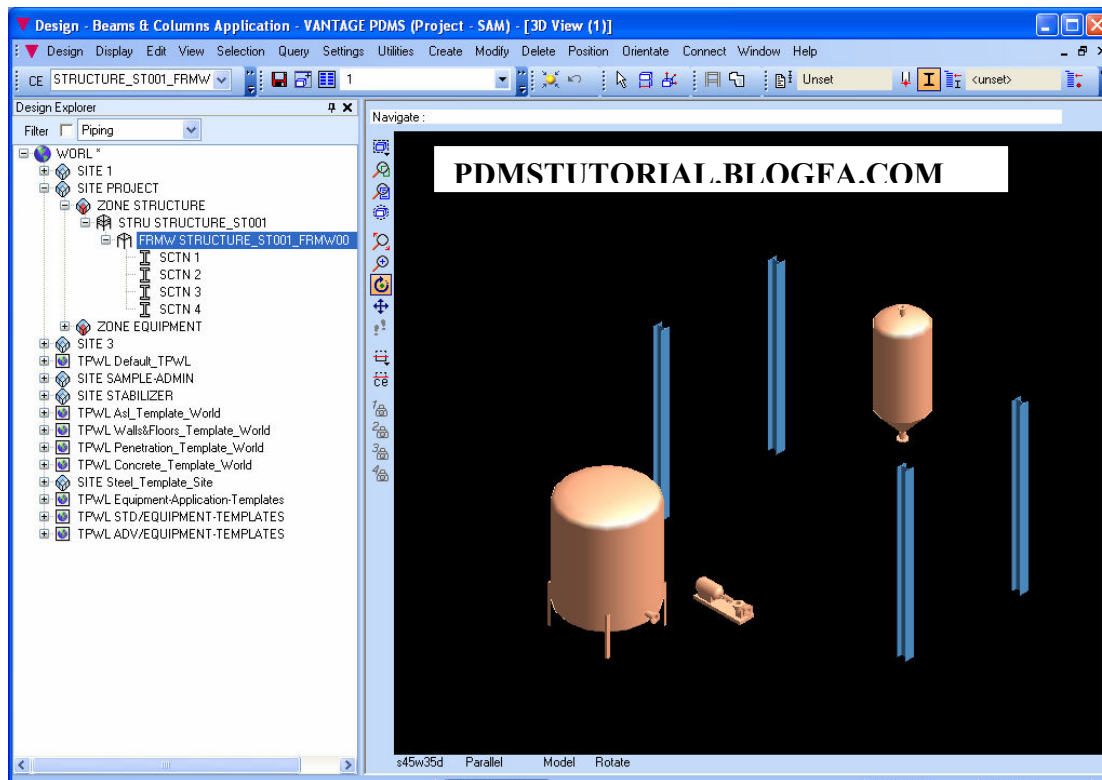 Design - Beams & Columns Application - VANTAGE PDMS (Project - SAM) - [3D View (1)]
Design Display Edit View Selection Query Settings Utilities Create Modify Delete Position Orientate Connect Window Help
CE STRUCTURE_ST001_FRMW 1 Unset <unset>
Design Explorer
Filter Piping
WORL *
SITE 1
SITE PROJECT
ZONE STRUCTURE
STRU STRUCTURE_ST001
FRMW STRUCTURE_ST001_FRMW00
SCTN 1
SCTN 2
SCTN 3
SCTN 4
ZONE EQUIPMENT
SITE 3
TPWL Default_TPWL
SITE SAMPLE-ADMIN
SITE STABILIZER
TPWL Asl_Template_World
TPWL Walls&Floors_Template_World
TPWL Penetration_Template_World
TPWL Concrete_Template_World
SITE Steel_Template_Site
TPWL Equipment-Application-Templates
TPWL STD/EQUIPMENT-TEMPLATES
TPWL ADV/EQUIPMENT-TEMPLATES
Navigate :
PDMSTUTORIAL.BLOGFA.COM
ce
1
2
3
4
s45w35d Parallel Model Rotate